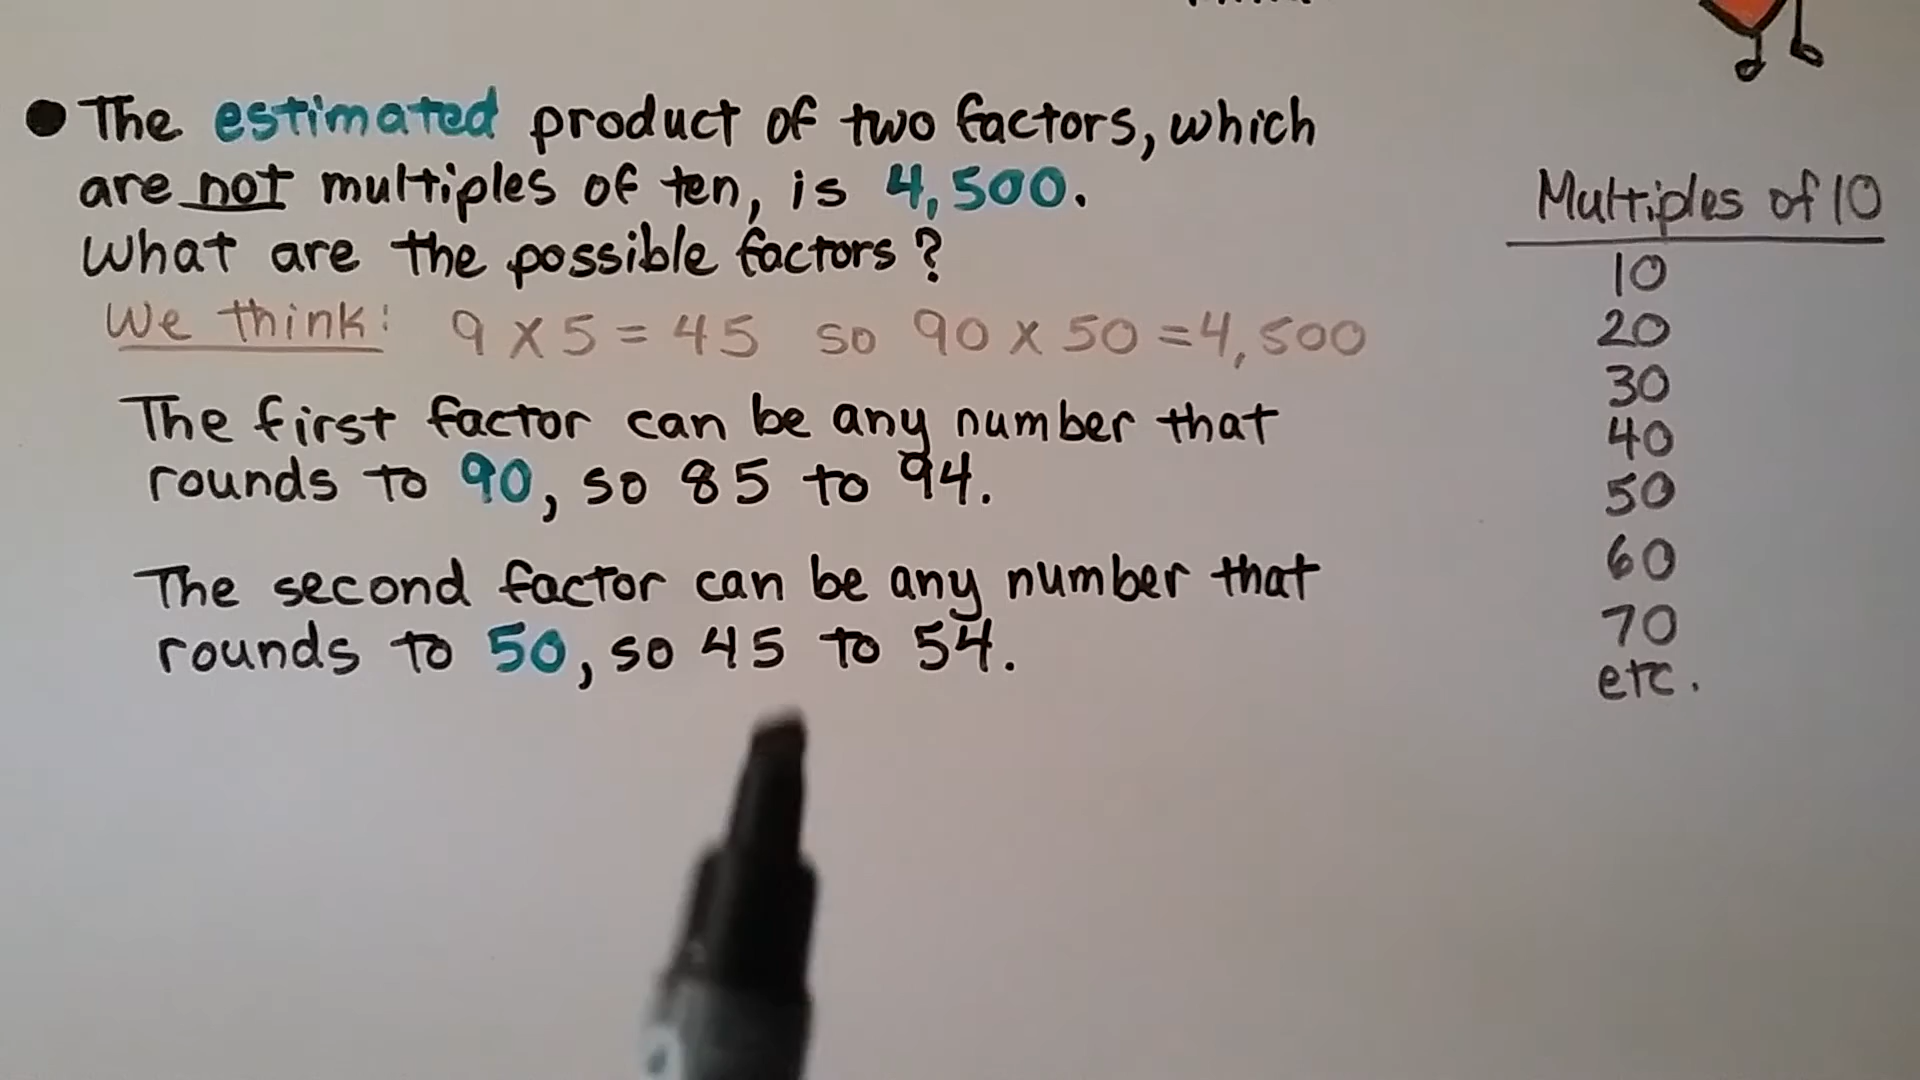 The estimated product of two factors, which
are not multiples of ten, is 4,500.
What are the possible factors?
We think: 9 x 5 = 45 so 90 x 50 = 4,500
The first factor can be any number that
rounds to 90, so 85 to 94.
The second factor can be any number that
rounds to 50, so 45 to 54.
Multiples of 10
10
20
30
40
50
60
70
etc.